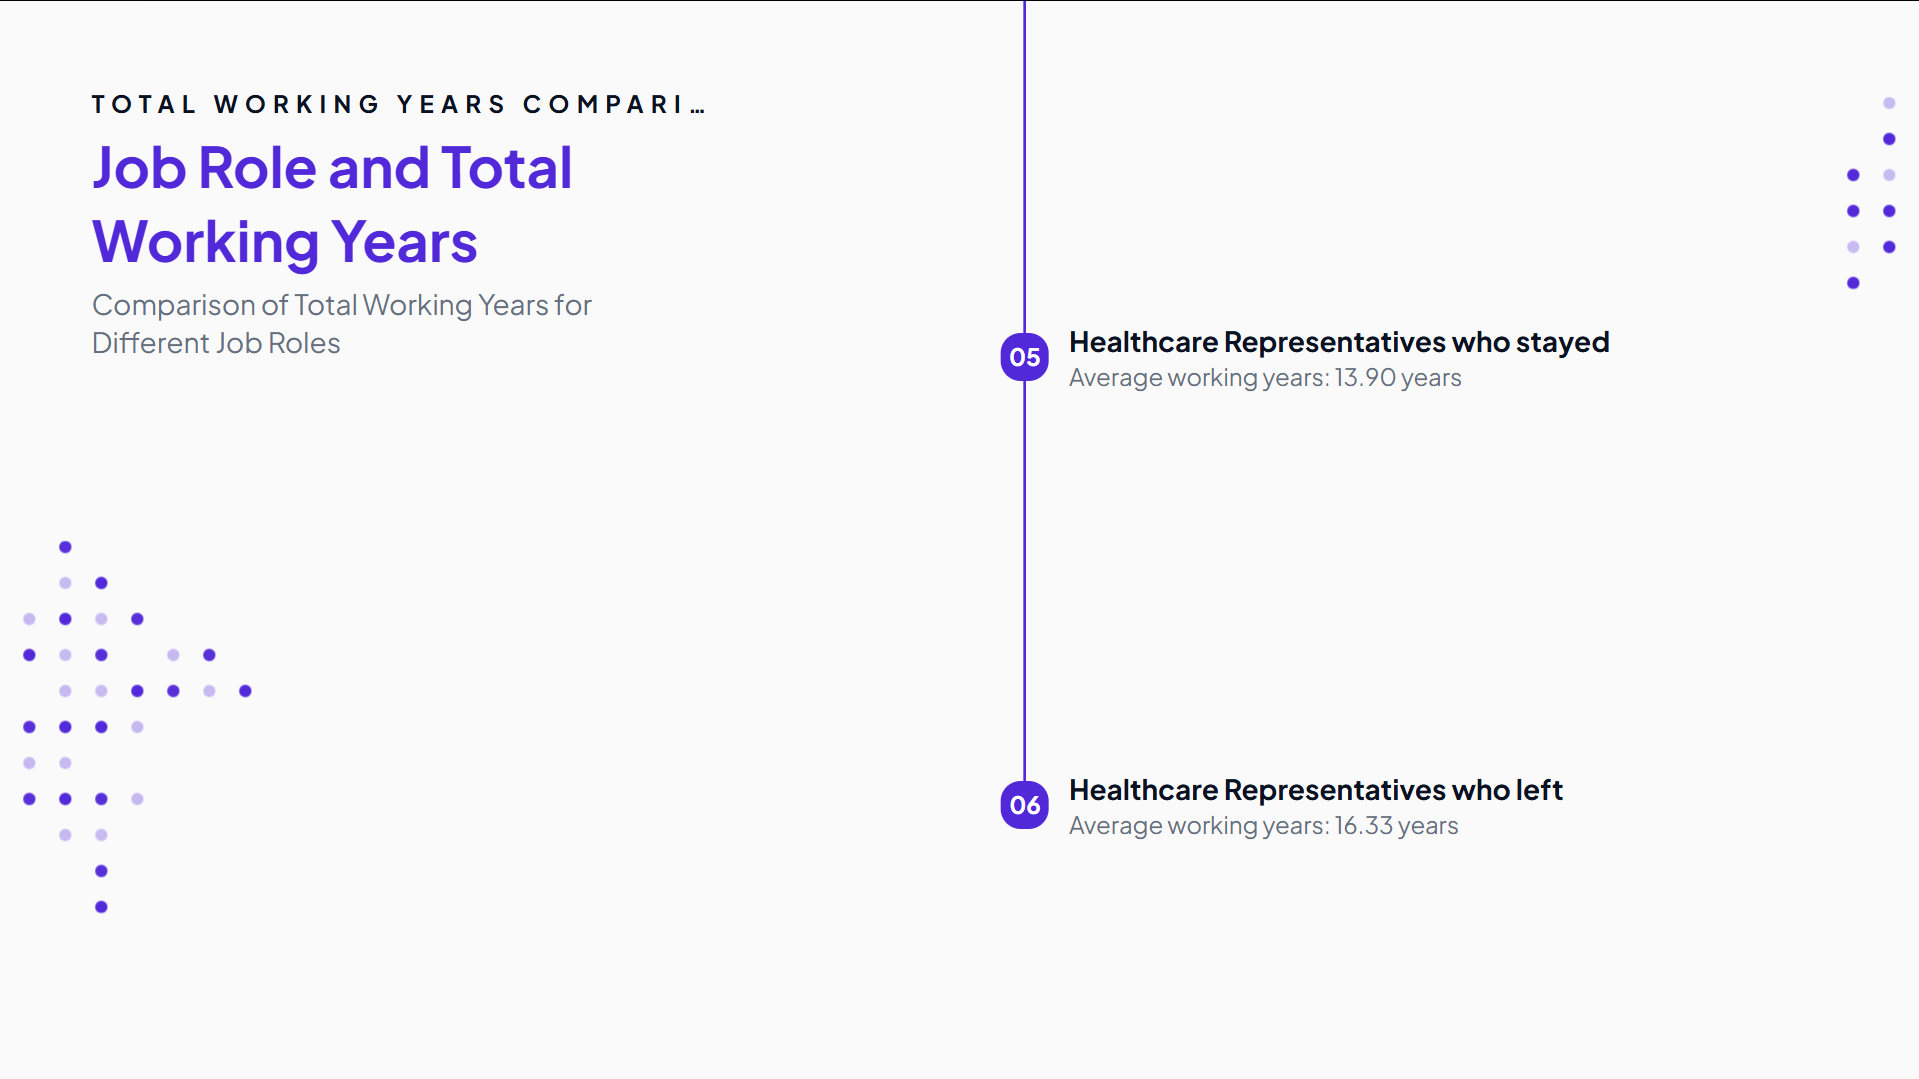 TOTAL WORKING YEARS COMPARI…
Job Role and Total
Working Years
Comparison of Total Working Years for
Different Job Roles
05
Healthcare Representatives who stayed
Average working years: 13.90 years
06
Healthcare Representatives who left
Average working years: 16.33 years